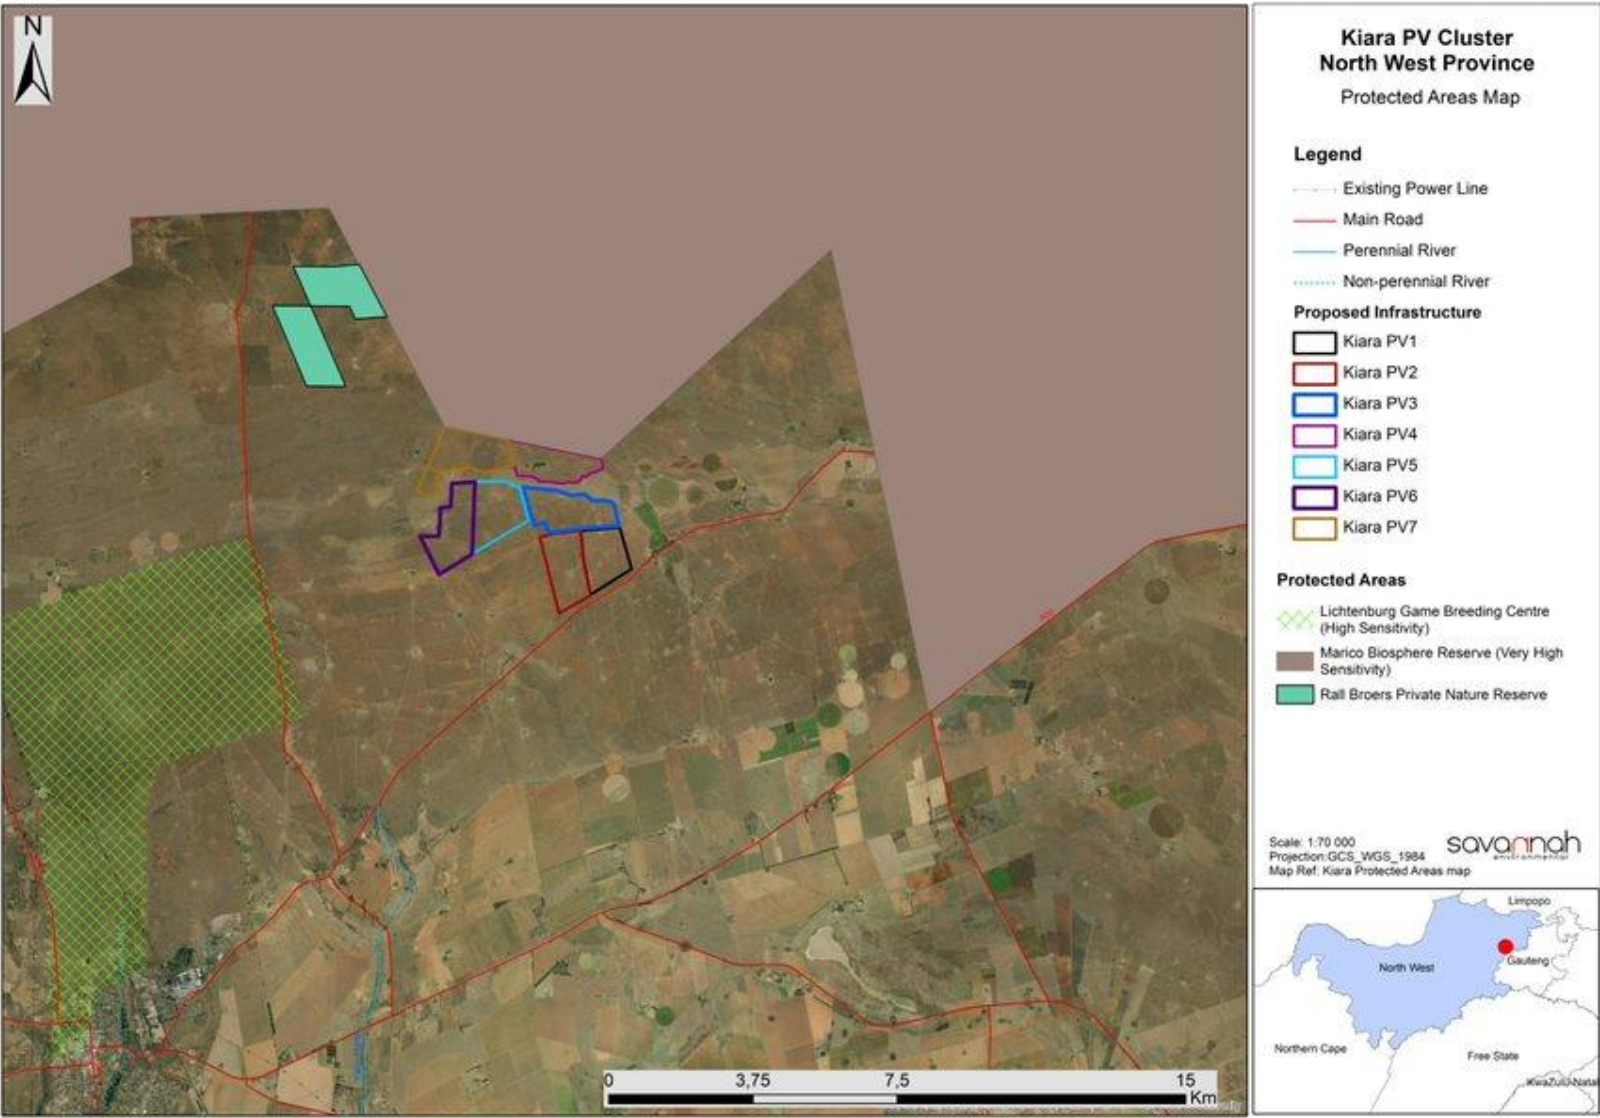 N
Kiara PV Cluster
North West Province
Protected Areas Map
Legend
Existing Power Line
Main Road
Perennial River
Non-perennial River
Proposed Infrastructure
Kiara PV1
Kiara PV2
Kiara PV3
Kiara PV4
Kiara PV5
Kiara PV6
Kiara PV7
Protected Areas
Lichtenburg Game Breeding Centre
(High Sensitivity)
Marico Biosphere Reserve (Very High
Sensitivity)
Rall Broers Private Nature Reserve
Scale: 1:70 000
Projection:GCS_WGS_1984
Map Ref: Kiara Protected Areas map
savannah
environmental
Limpopo
North West
Gauteng
Northern Cape
Free State
KwaZulu-Natal
0 3,75 7,5 15
Km